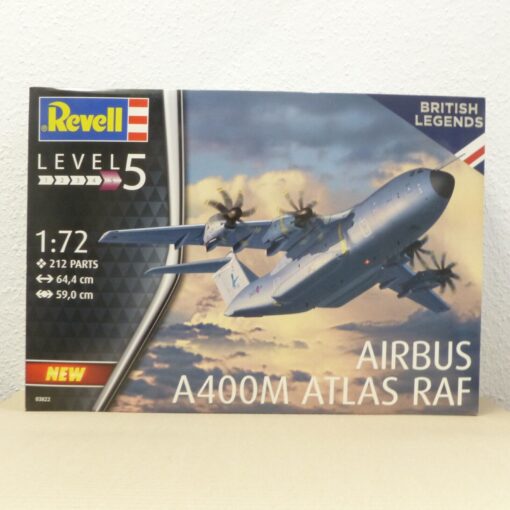 Revell
BRITISH
LEGENDS
LEVEL 5
1:72
212 PARTS
64,4 cm
59,0 cm
NEW
03822
AIRBUS
A400M ATLAS RAF